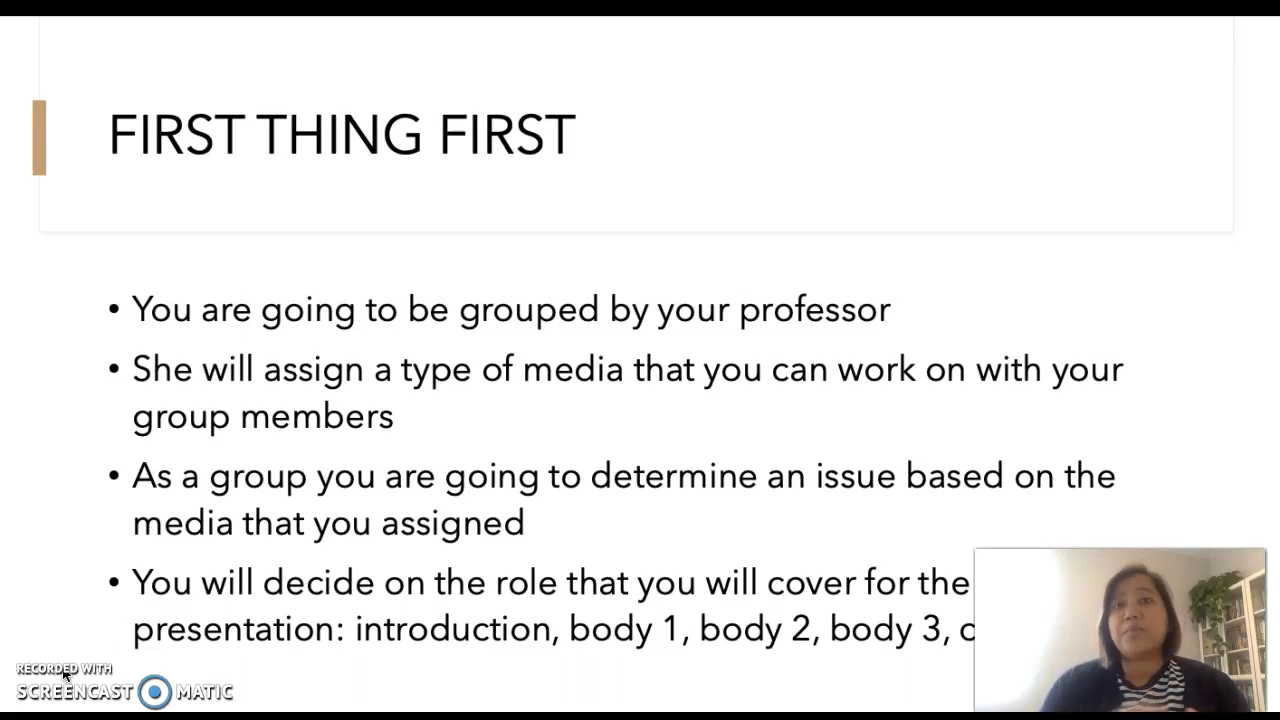 FIRST THING FIRST
• You are going to be grouped by your professor
• She will assign a type of media that you can work on with your
group members
• As a group you are going to determine an issue based on the
media that you assigned
• You will decide on the role that you will cover for the
presentation: introduction, body 1, body 2, body 3,
RECORDED WITH
SCREENCAST MATIC